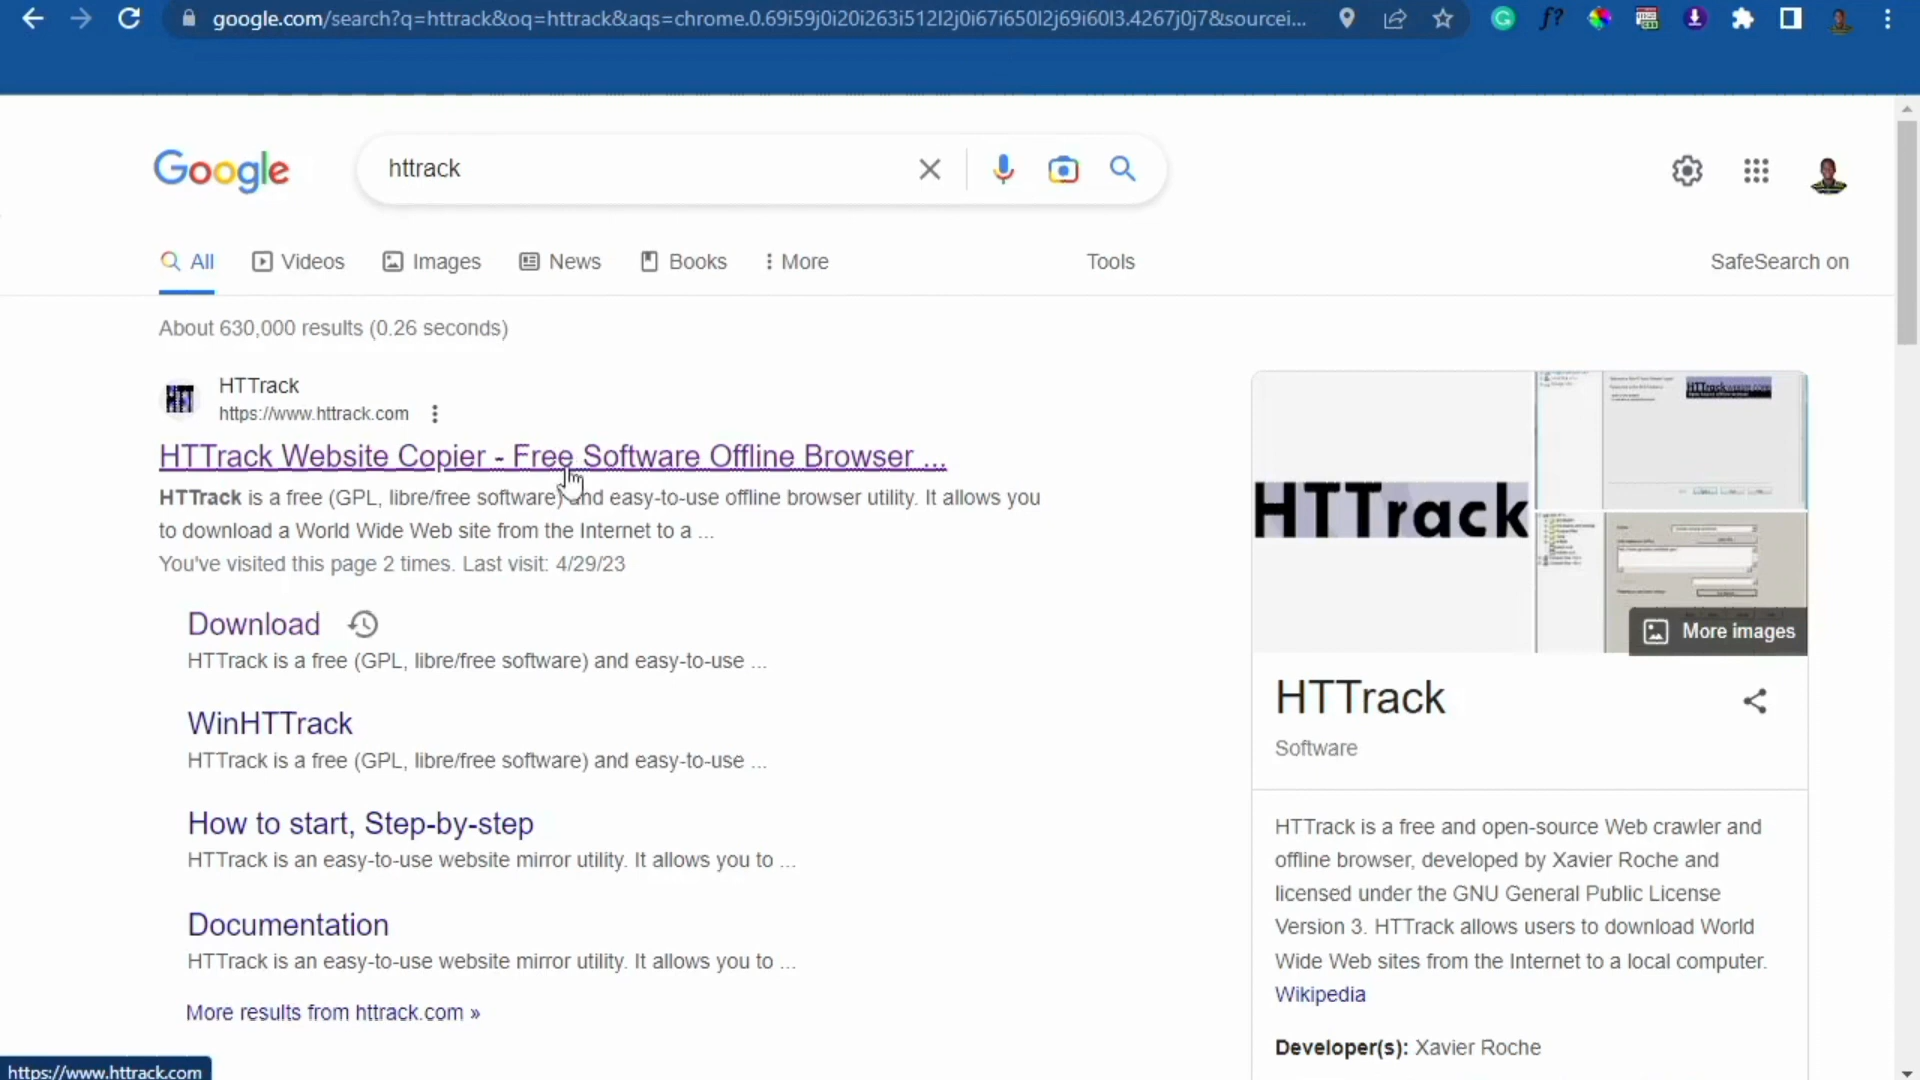 google.com/search?q=httrack&oq=httrack&aqs=chrome.0.69i59j0i20i263i512l2j0i67i650l2j69i60l3.4267j0j7&sourcei...
Google
httrack
All
Videos
Images
News
Books
More
Tools
SafeSearch on
About 630,000 results (0.26 seconds)
HTTrack
https://www.httrack.com
HTTrack Website Copier - Free Software Offline Browser ...
HTTrack is a free (GPL, libre/free software) and easy-to-use offline browser utility. It allows you
to download a World Wide Web site from the Internet to a ...
You've visited this page 2 times. Last visit: 4/29/23
Download
HTTrack is a free (GPL, libre/free software) and easy-to-use ...
WinHTTrack
HTTrack is a free (GPL, libre/free software) and easy-to-use ...
How to start, Step-by-step
HTTrack is an easy-to-use website mirror utility. It allows you to ...
Documentation
HTTrack is an easy-to-use website mirror utility. It allows you to ...
More results from httrack.com »
https://www.httrack.com
HTTrack
More images
HTTrack
Software
HTTrack is a free and open-source Web crawler and
offline browser, developed by Xavier Roche and
licensed under the GNU General Public License
Version 3. HTTrack allows users to download World
Wide Web sites from the Internet to a local computer.
Wikipedia
Developer(s): Xavier Roche